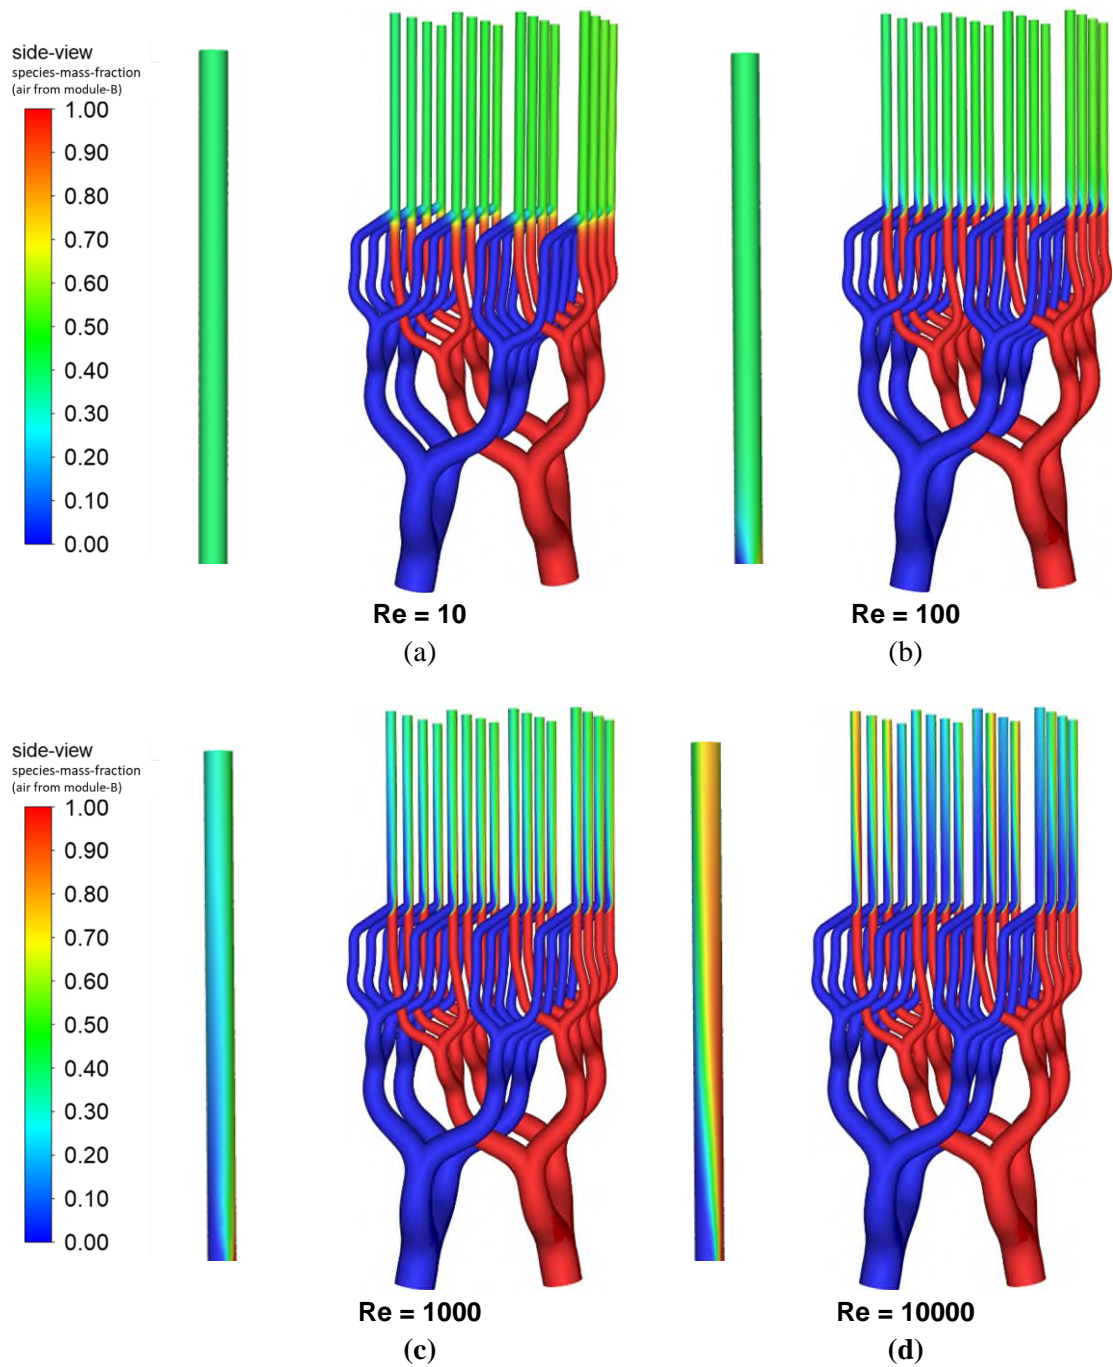 side-view
species-mass-fraction
(air from module-B)
1.00
0.90
0.80
0.70
0.60
0.50
0.40
0.30
0.20
0.10
0.00
Re = 10
Re = 100
(a)
(b)
side-view
species-mass-fraction
(air from module-B)
1.00
0.90
0.80
0.70
0.60
0.50
0.40
0.30
0.20
0.10
0.00
Re = 1000
Re = 10000
(c)
(d)